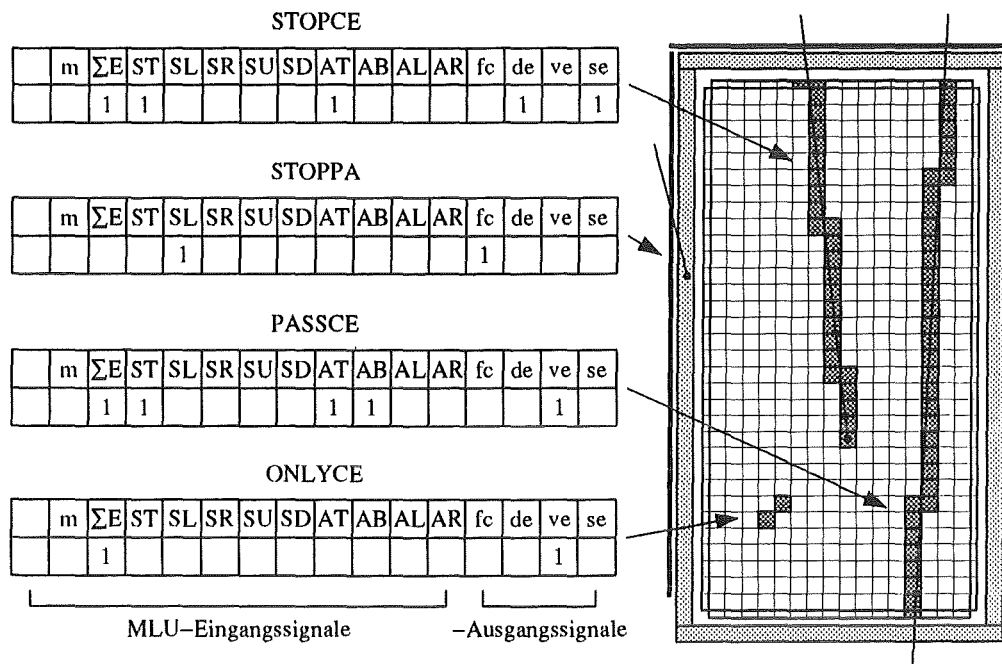 STOPCE
m ΣE ST SL SR SU SD AT AB AL AR fc de ve se
1 1 1 1 1
STOPPA
m ΣE ST SL SR SU SD AT AB AL AR fc de ve se
1 1
PASSCE
m ΣE ST SL SR SU SD AT AB AL AR fc de ve se
1 1 1 1 1
ONLYCE
m ΣE ST SL SR SU SD AT AB AL AR fc de ve se
1 1
MLU–Eingangssignale –Ausgangssignale